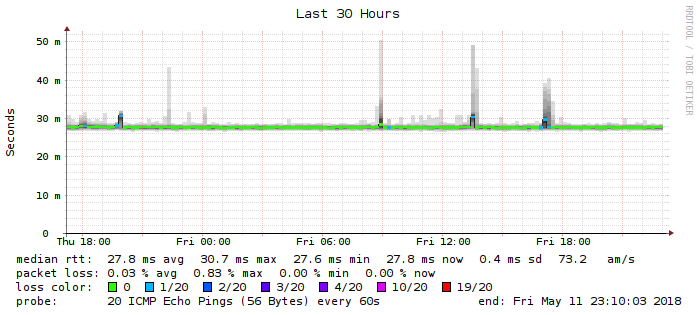 Last 30 Hours
RRDTOOL / TOBI OETIKER
Seconds
50 m
40 m
30 m
20 m
10 m
0
Thu 18:00 Fri 00:00 Fri 06:00 Fri 12:00 Fri 18:00
median rtt: 27.8 ms avg 30.7 ms max 27.6 ms min 27.8 ms now 0.4 ms sd 73.2 am/s
packet loss: 0.03 % avg 0.83 % max 0.00 % min 0.00 % now
loss color: 0 1/20 2/20 3/20 4/20 10/20 19/20
probe: 20 ICMP Echo Pings (56 Bytes) every 60s end: Fri May 11 23:10:03 2018